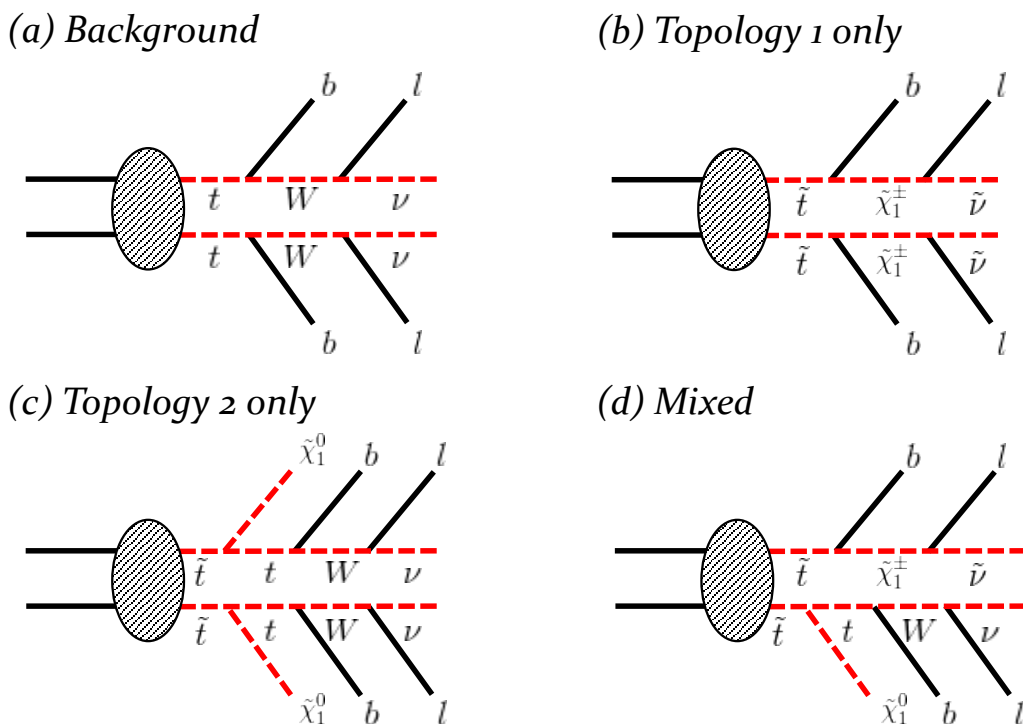 (a) Background
(b) Topology 1 only
b l
b l
t W ν
t̃ χ̃₁± ν̃
t W ν
t̃ χ̃₁± ν̃
b l
b l
(c) Topology 2 only
(d) Mixed
χ̃₁⁰ b l
b l
t̃ t W ν
t̃ χ̃₁± ν̃
t̃ t W ν
t̃ t W ν
χ̃₁⁰ b l
χ̃₁⁰ b l